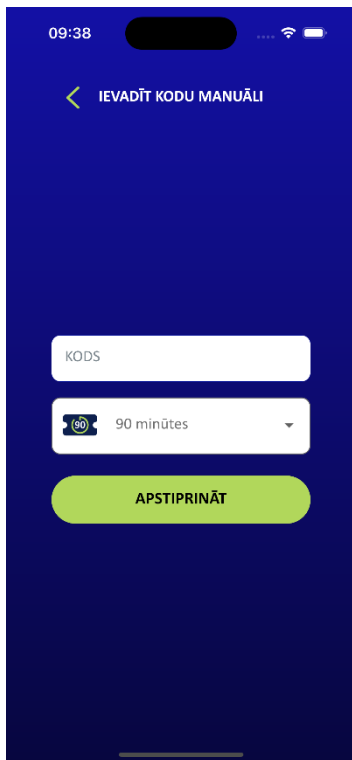 09:38
IEVADĪT KODU MANUĀLI
KODS
90 90 minūtes
APSTIPRINĀT